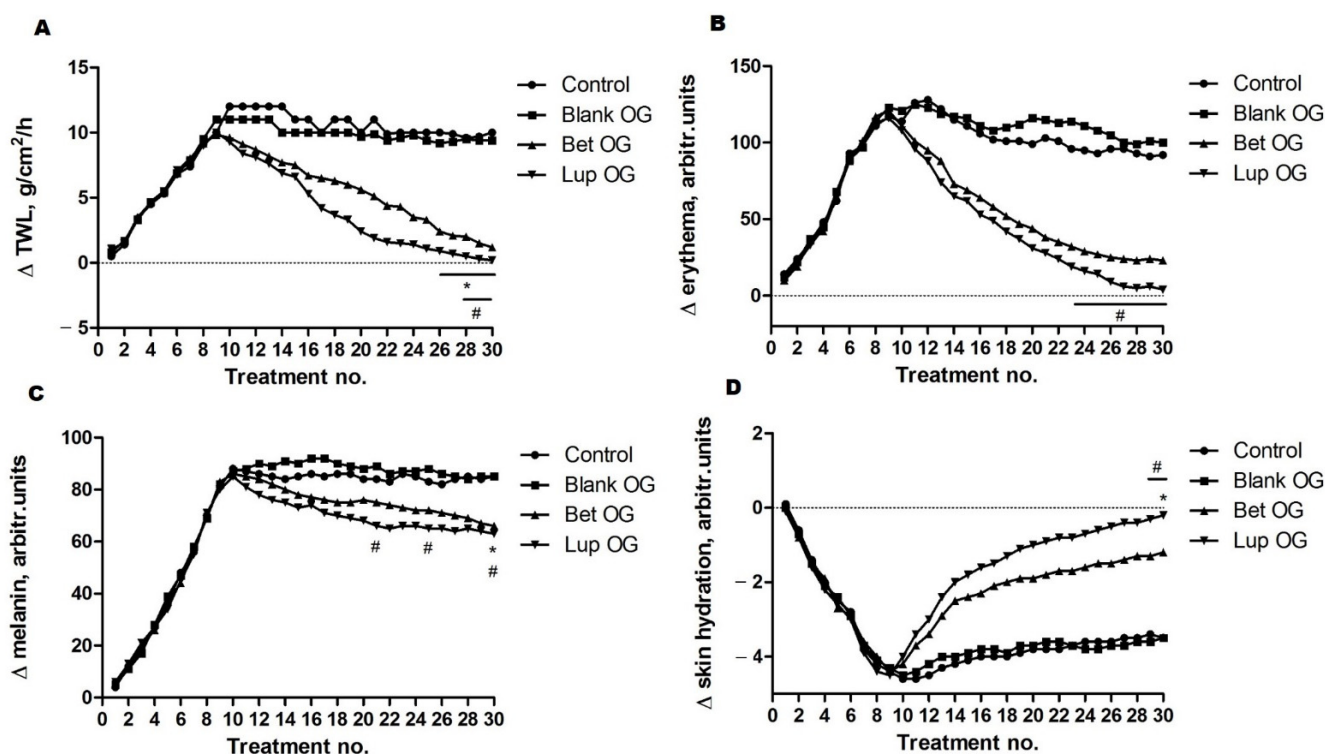 A
Δ TWL, g/cm²/h
15
10
5
0
−5
0 2 4 6 8 10 12 14 16 18 20 22 24 26 28 30
Treatment no.
Control
Blank OG
Bet OG
Lup OG
*
#
B
Δ erythema, arbitr.units
150
100
50
0
0 2 4 6 8 10 12 14 16 18 20 22 24 26 28 30
Treatment no.
Control
Blank OG
Bet OG
Lup OG
#
C
Δ melanin, arbitr.units
100
80
60
40
20
0
0 2 4 6 8 10 12 14 16 18 20 22 24 26 28 30
Treatment no.
Control
Blank OG
Bet OG
Lup OG
# # *
#
D
Δ skin hydration, arbitr.units
2
0
−2
−4
0 2 4 6 8 10 12 14 16 18 20 22 24 26 28 30
Treatment no.
Control
Blank OG
Bet OG
Lup OG
#
*